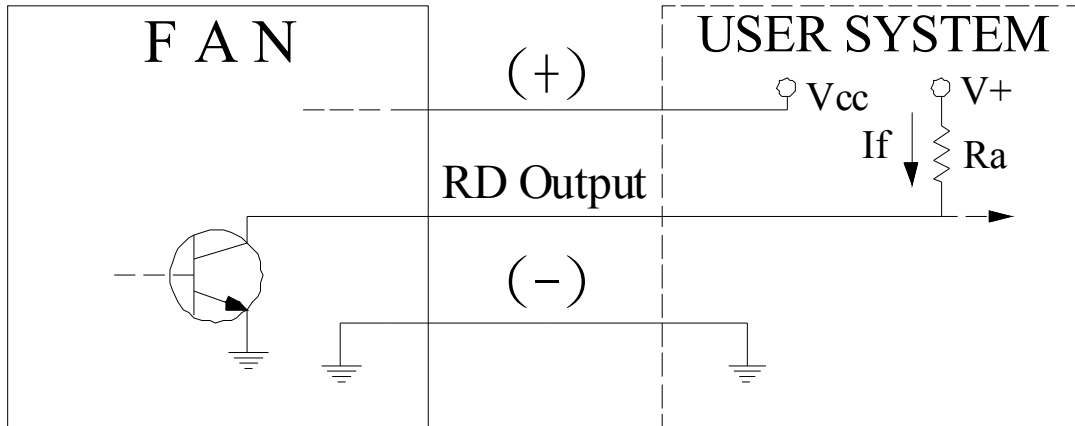 F A N
USER SYSTEM
(+)
Vcc
V+
If
Ra
RD Output
(-)